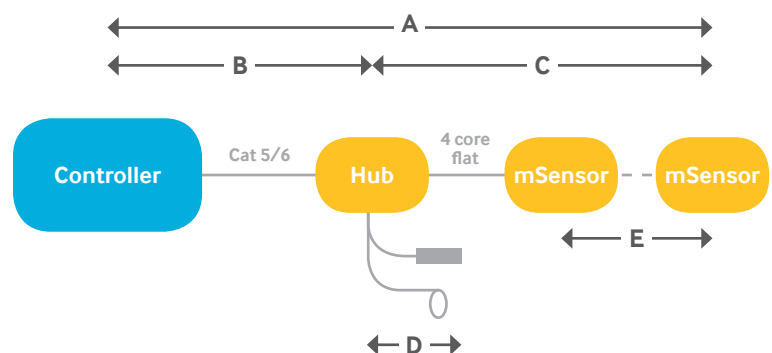 A
B
C
Controller
Cat 5/6
Hub
4 core
flat
mSensor
mSensor
E
D